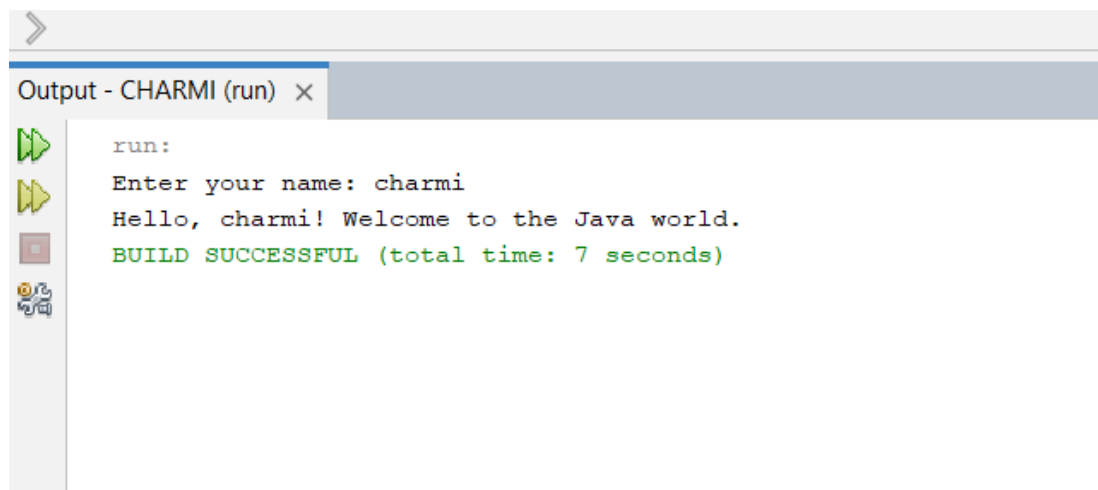 Output - CHARMI (run)
run:
Enter your name: charmi
Hello, charmi! Welcome to the Java world.
BUILD SUCCESSFUL (total time: 7 seconds)